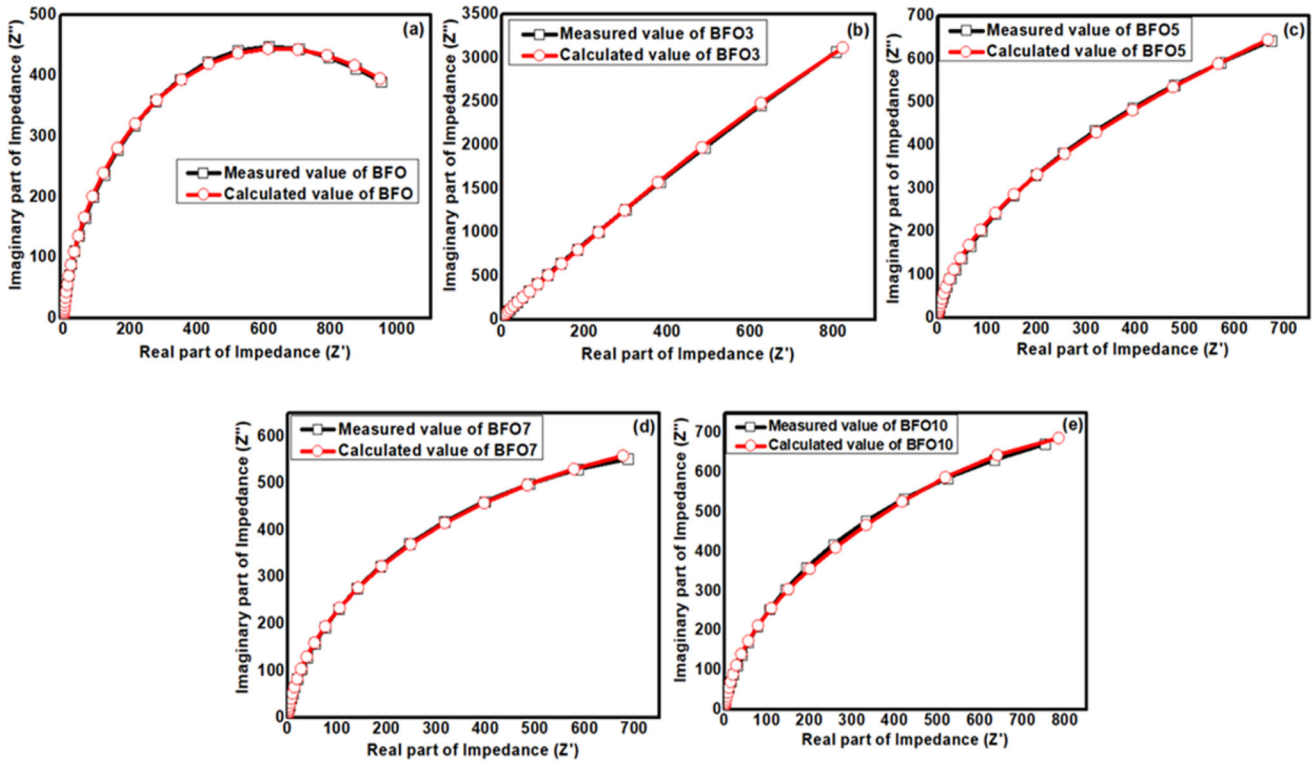 (a)
Measured value of BFO
Calculated value of BFO
Imaginary part of Impedance (Z'')
500
400
300
200
100
0
0 200 400 600 800 1000
Real part of Impedance (Z')
(b)
Measured value of BFO3
Calculated value of BFO3
Imaginary part of Impedance (Z'')
3500
3000
2500
2000
1500
1000
500
0
0 200 400 600 800
Real part of Impedance (Z')
(c)
Measured value of BFO5
Calculated value of BFO5
Imaginary part of Impedance (Z'')
700
600
500
400
300
200
100
0
0 100 200 300 400 500 600 700
Real part of Impedance (Z')
(d)
Measured value of BFO7
Calculated value of BFO7
Imaginary part of Impedance (Z'')
600
500
400
300
200
100
0
0 100 200 300 400 500 600 700
Real part of Impedance (Z')
(e)
Measured value of BFO10
Calculated value of BFO10
Imaginary part of Impedance (Z'')
700
600
500
400
300
200
100
0
0 100 200 300 400 500 600 700 800
Real part of Impedance (Z')